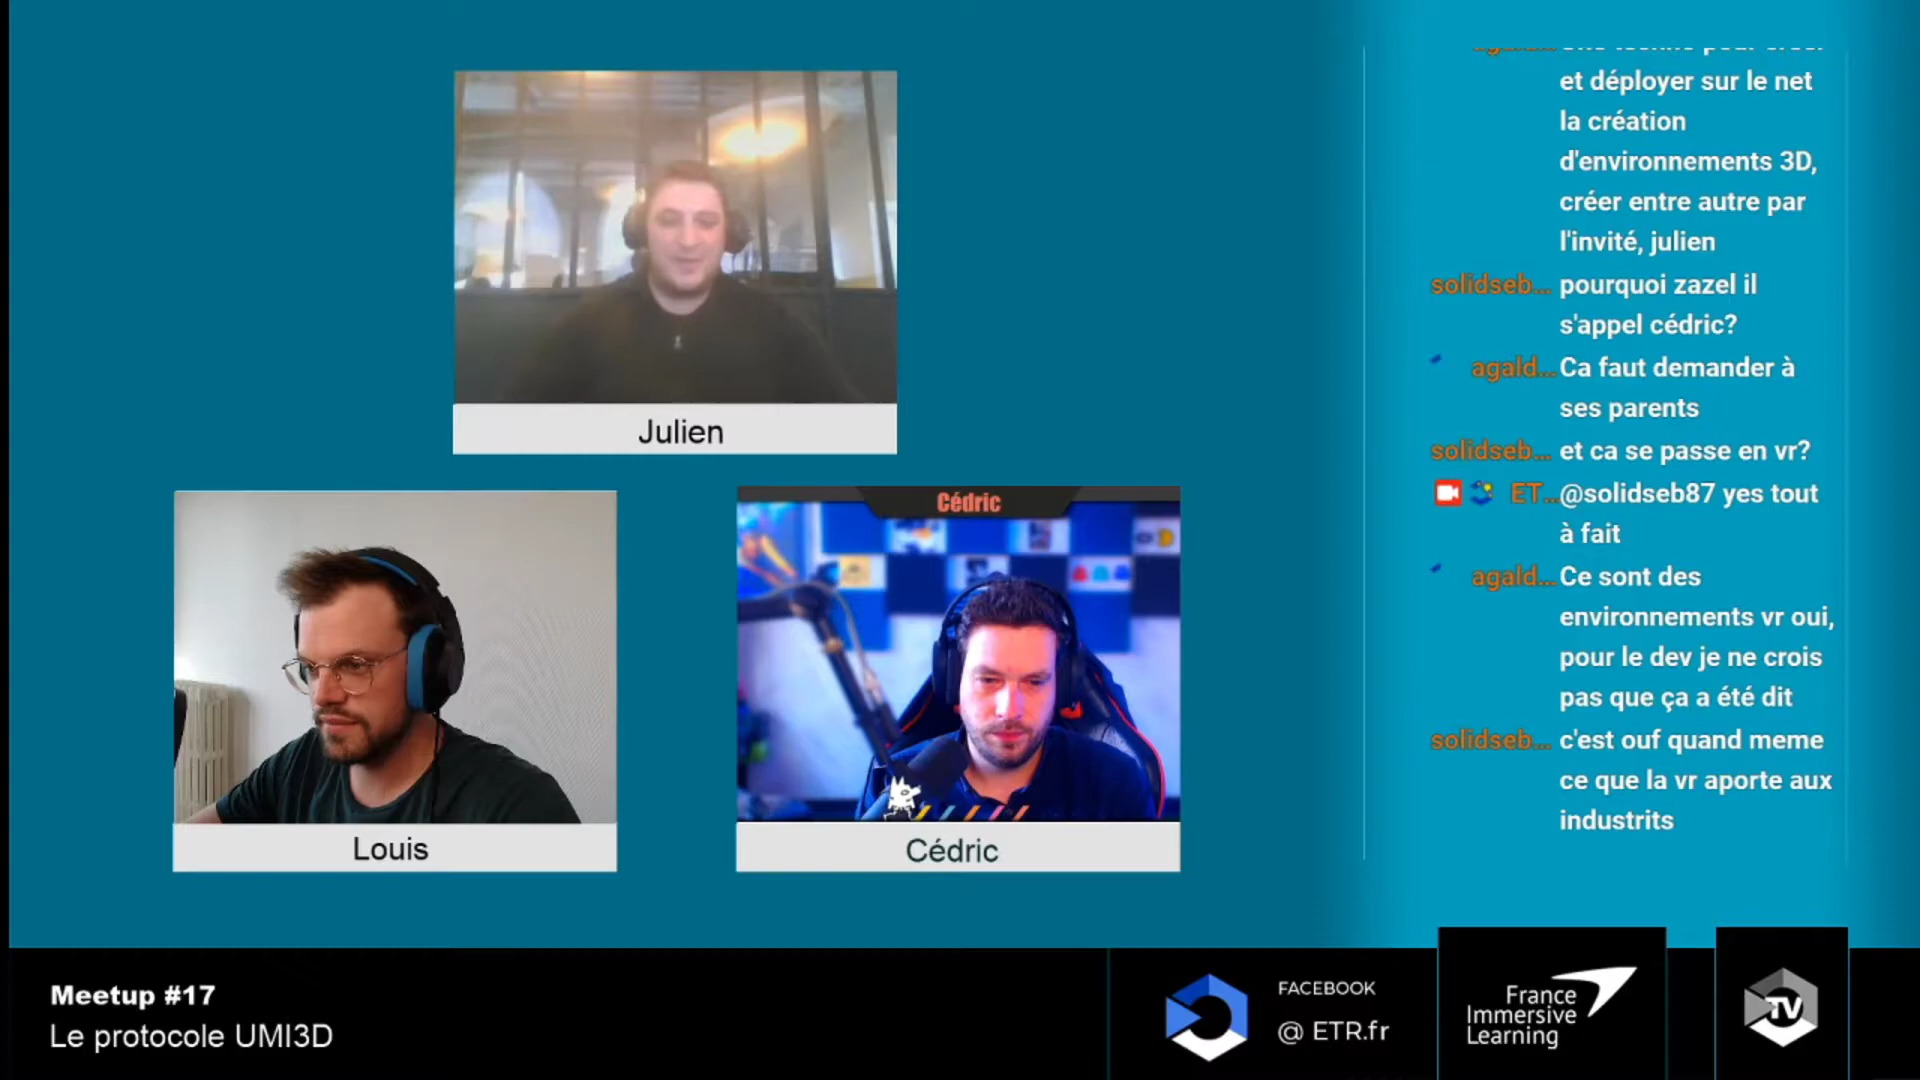 et déployer sur le net
la création
d'environnements 3D,
créer entre autre par
l'invité, julien
solidseb... pourquoi zazel il
s'appel cédric?
agald... Ca faut demander à
ses parents
solidseb... et ca se passe en vr?
ET... @solidseb87 yes tout
à fait
agald... Ce sont des
environnements vr oui,
pour le dev je ne crois
pas que ça a été dit
solidseb... c'est ouf quand meme
ce que la vr aporte aux
industrits
Julien
Cédric
Louis
Cédric
Meetup #17
Le protocole UMI3D
FACEBOOK
@ ETR.fr
France
Immersive
Learning
TV